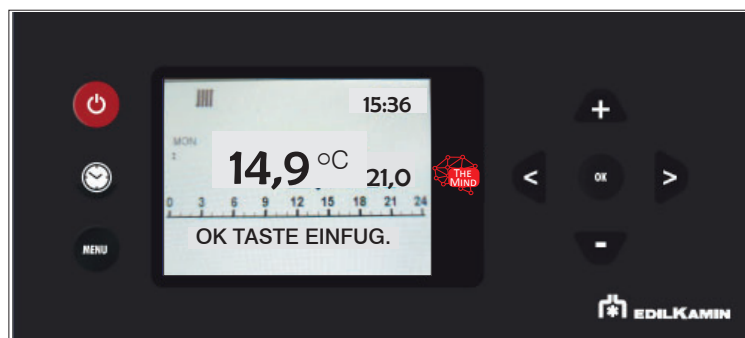 15:36
MON
14,9 °C
21,0
THE
MIND
0 3 6 9 12 15 18 21 24
OK TASTE EINFUG.
MENU
+
< OK >
-
EDILKAMIN